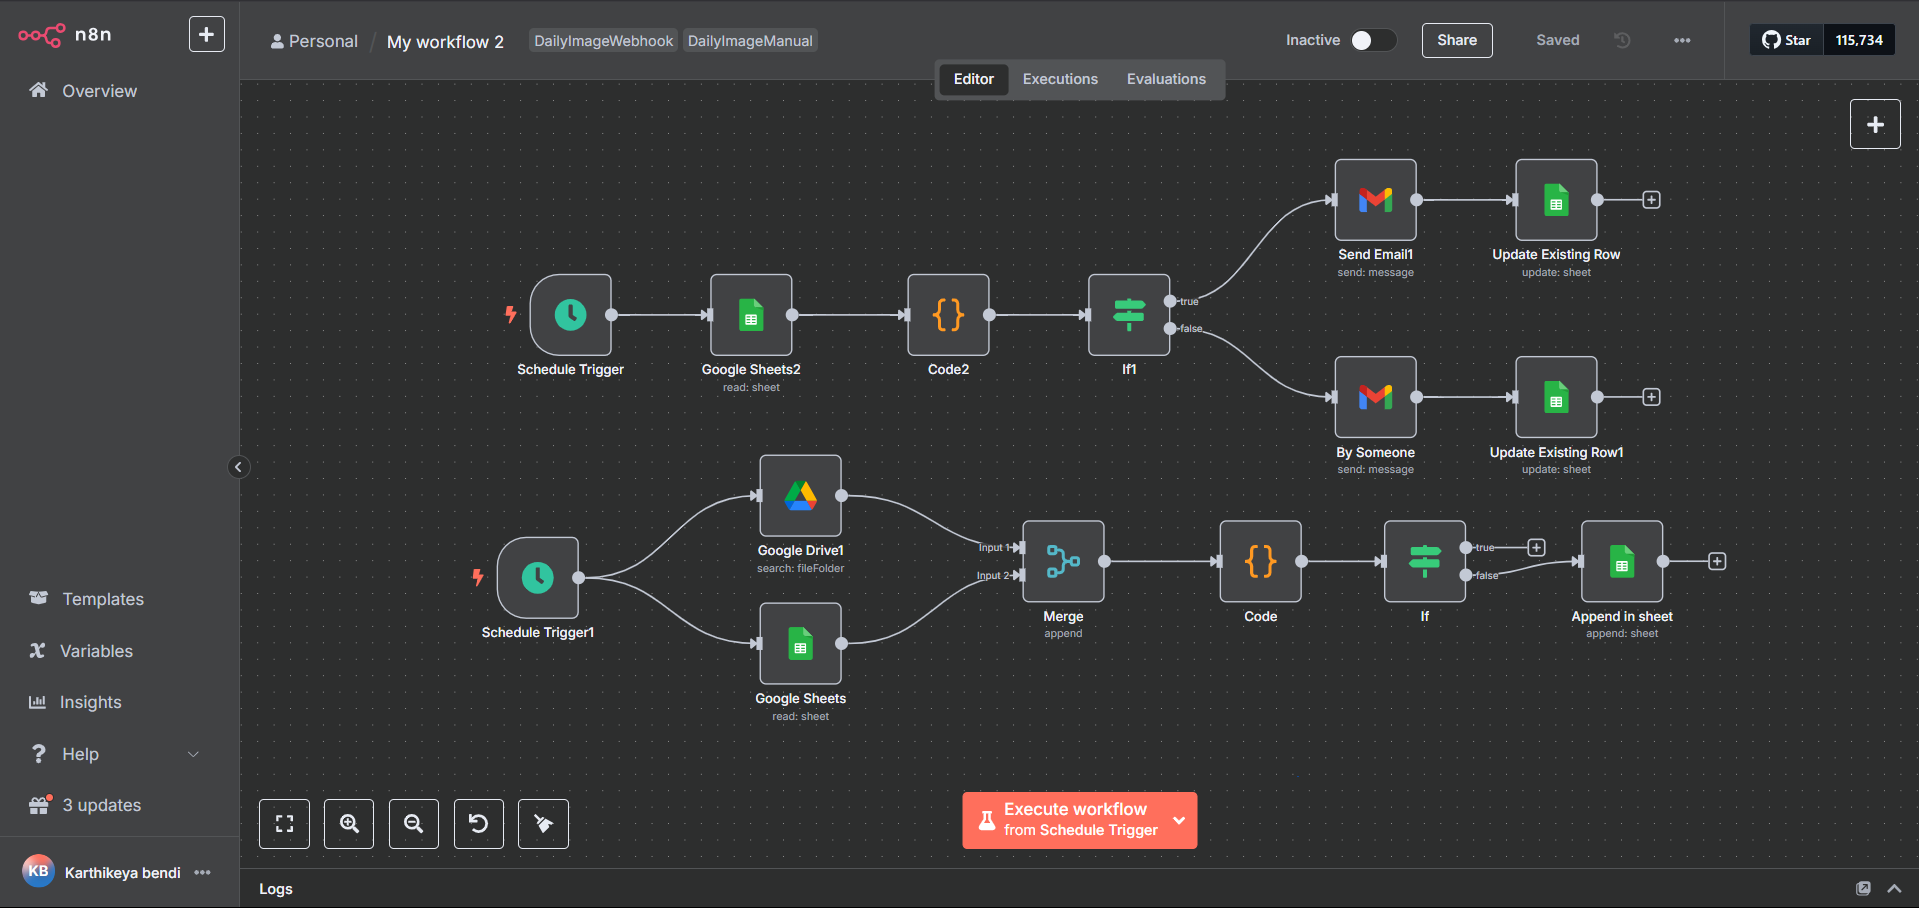 n8n
Personal / My workflow 2
DailyImageWebhook
DailyImageManual
Inactive
Share
Saved
Star
115,734
Editor
Executions
Evaluations
Overview
Templates
Variables
Insights
Help
3 updates
KB
Karthikeya bendi
Schedule Trigger
Google Sheets2
read: sheet
Code2
If1
true
false
Send Email1
send: message
Update Existing Row
update: sheet
By Someone
send: message
Update Existing Row1
update: sheet
Schedule Trigger1
Google Drive1
search: fileFolder
Google Sheets
read: sheet
Input 1
Input 2
Merge
append
Code
If
true
false
Append in sheet
append: sheet
Execute workflow
from Schedule Trigger
Logs